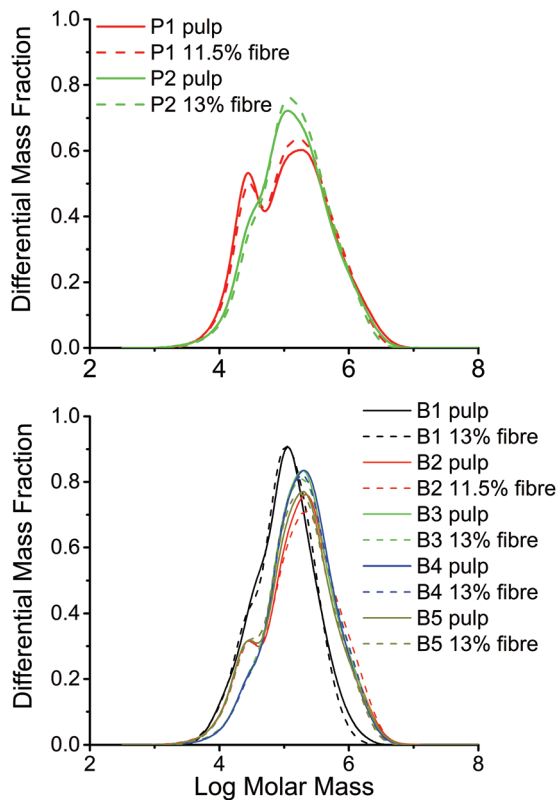 P1 pulp
P1 11.5% fibre
P2 pulp
P2 13% fibre
Differential Mass Fraction
1.0
0.8
0.6
0.4
0.2
0.0
2
4
6
8
B1 pulp
B1 13% fibre
B2 pulp
B2 11.5% fibre
B3 pulp
B3 13% fibre
B4 pulp
B4 13% fibre
B5 pulp
B5 13% fibre
Differential Mass Fraction
1.0
0.8
0.6
0.4
0.2
0.0
2
4
6
8
Log Molar Mass